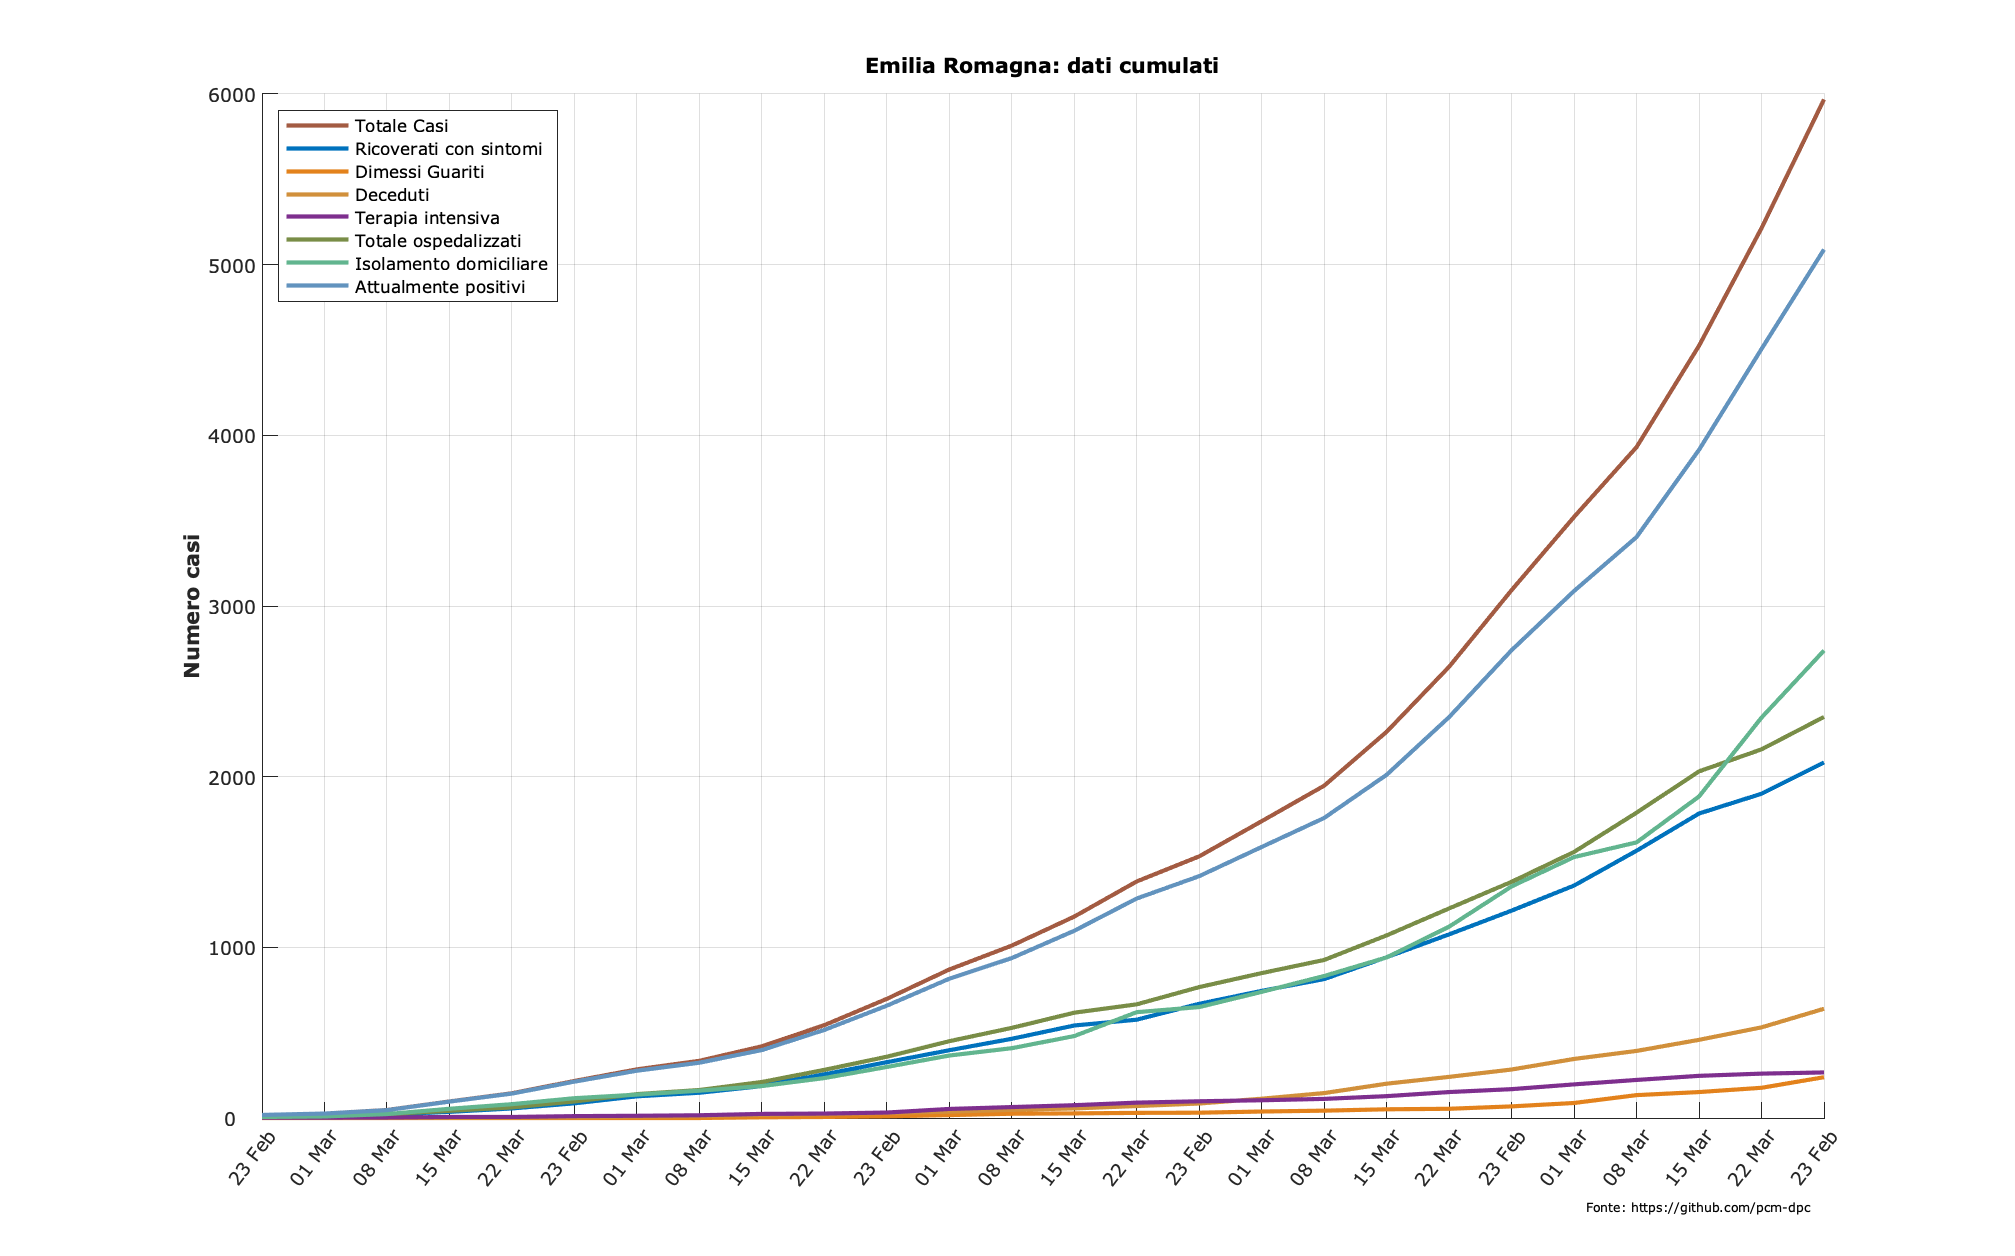 Emilia Romagna: dati cumulati
6000
5000
4000
3000
2000
1000
0
Numero casi
Totale Casi
Ricoverati con sintomi
Dimessi Guariti
Deceduti
Terapia intensiva
Totale ospedalizzati
Isolamento domiciliare
Attualmente positivi
23 Feb
01 Mar
08 Mar
15 Mar
22 Mar
23 Feb
01 Mar
08 Mar
15 Mar
22 Mar
23 Feb
01 Mar
08 Mar
15 Mar
22 Mar
23 Feb
01 Mar
08 Mar
15 Mar
22 Mar
23 Feb
01 Mar
08 Mar
15 Mar
22 Mar
23 Feb
Fonte: https://github.com/pcm-dpc